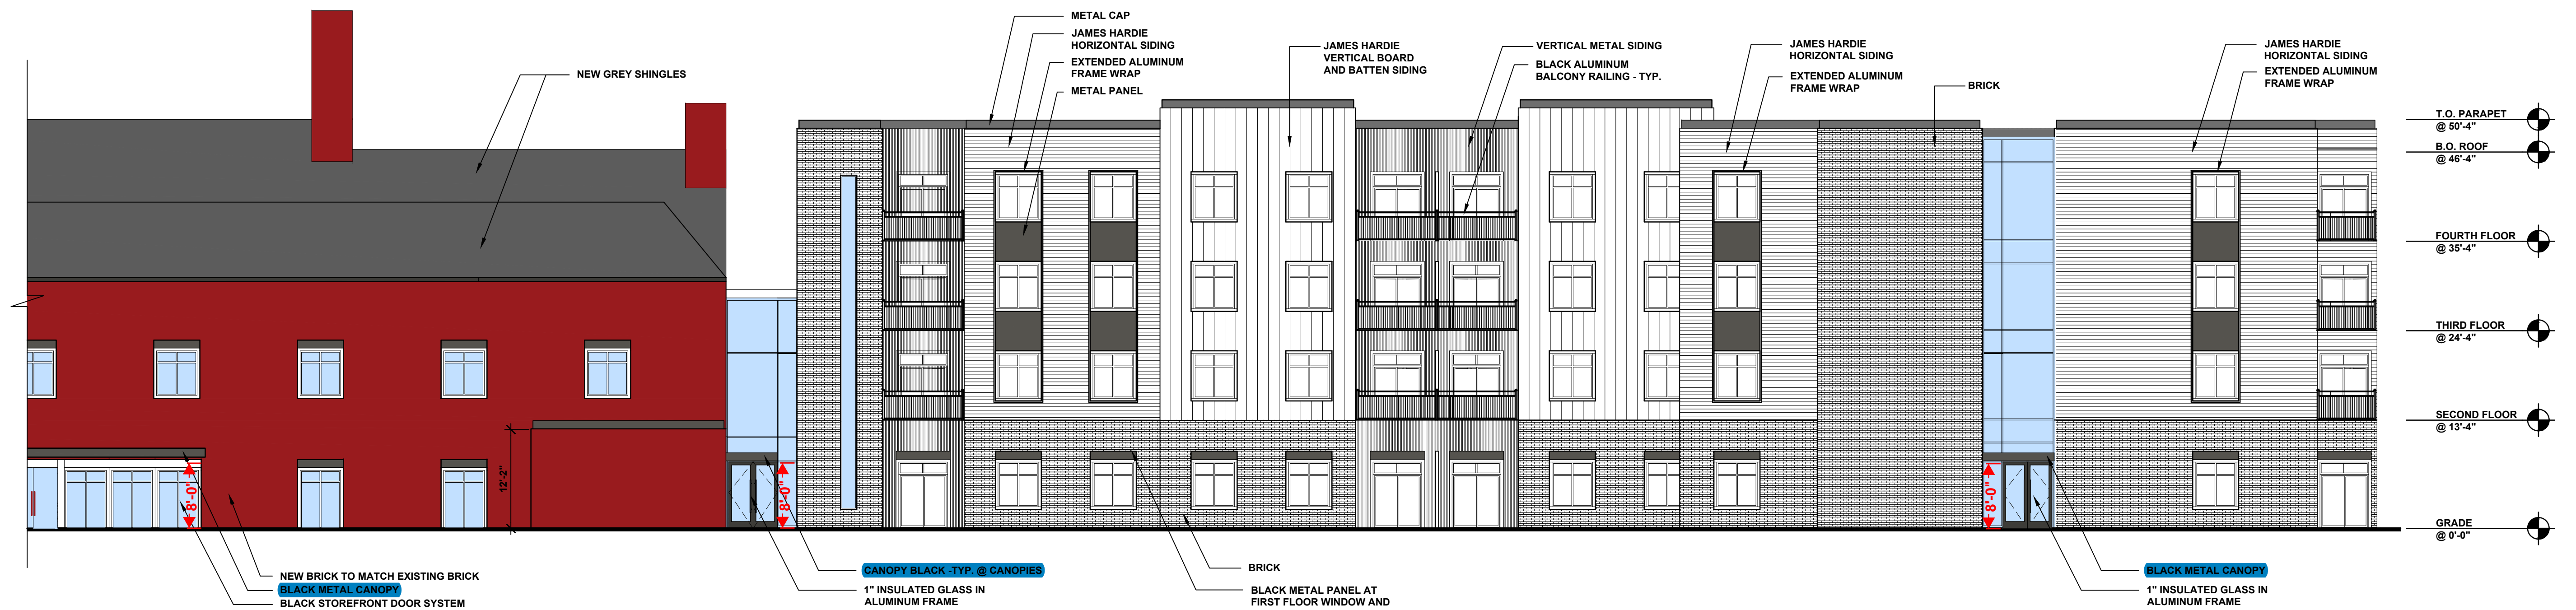 METAL CAP
JAMES HARDIE
HORIZONTAL SIDING
EXTENDED ALUMINUM
FRAME WRAP
METAL PANEL
NEW GREY SHINGLES
JAMES HARDIE
VERTICAL BOARD
AND BATTEN SIDING
VERTICAL METAL SIDING
BLACK ALUMINUM
BALCONY RAILING - TYP.
JAMES HARDIE
HORIZONTAL SIDING
EXTENDED ALUMINUM
FRAME WRAP
BRICK
JAMES HARDIE
HORIZONTAL SIDING
EXTENDED ALUMINUM
FRAME WRAP
T.O. PARAPET
@ 50'-4"
B.O. ROOF
@ 46'-4"
FOURTH FLOOR
@ 35'-4"
THIRD FLOOR
@ 24'-4"
SECOND FLOOR
@ 13'-4"
GRADE
@ 0'-0"
8'-0"
12'-2"
8'-0"
8'-0"
NEW BRICK TO MATCH EXISTING BRICK
BLACK METAL CANOPY
BLACK STOREFRONT DOOR SYSTEM
CANOPY BLACK -TYP. @ CANOPIES
1" INSULATED GLASS IN
ALUMINUM FRAME
BRICK
BLACK METAL PANEL AT
FIRST FLOOR WINDOW AND
BLACK METAL CANOPY
1" INSULATED GLASS IN
ALUMINUM FRAME